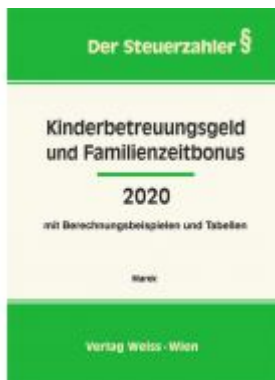 Der Steuerzahler §
Kinderbetreuungsgeld
und Familienzeitbonus
2020
mit Berechnungsbeispielen und Tabellen
Marek
Verlag Weiss · Wien